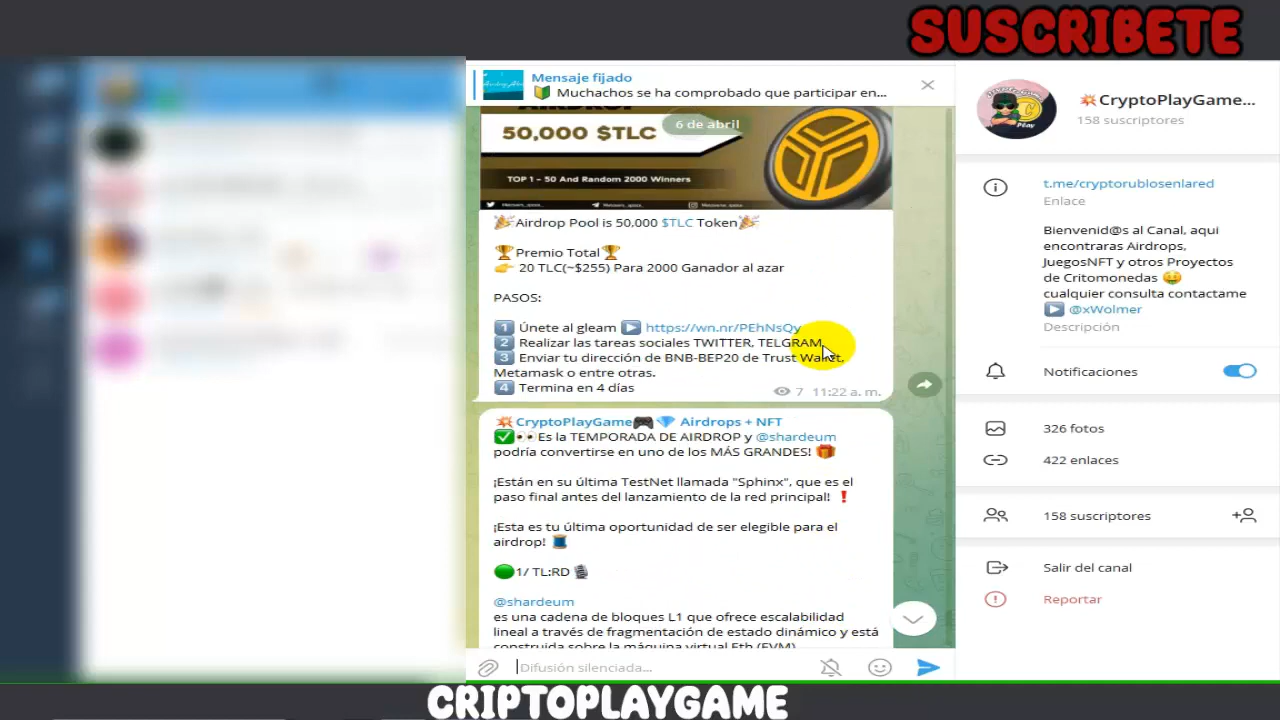 SUSCRIBETE
Mensaje fijado
Muchachos se ha comprobado que participar en...
AIRDROP
6 de abril
50,000 $TLC
TOP 1 - 50 And Random 2000 Winners
Airdrop Pool is 50,000 $TLC Token
Premio Total
20 TLC(~$255) Para 2000 Ganador al azar
PASOS:
1 Únete al gleam https://wn.nr/PEhNsQy
2 Realizar las tareas sociales TWITTER, TELGRAM,
3 Enviar tu dirección de BNB-BEP20 de Trust Wallet,
Metamask o entre otras.
4 Termina en 4 días
7 11:22 a. m.
CryptoPlayGame Airdrops + NFT
Es la TEMPORADA DE AIRDROP y @shardeum
podría convertirse en uno de los MÁS GRANDES!
¡Están en su última TestNet llamada "Sphinx", que es el
paso final antes del lanzamiento de la red principal!
¡Esta es tu última oportunidad de ser elegible para el
airdrop!
1/ TL:RD
@shardeum
es una cadena de bloques L1 que ofrece escalabilidad
lineal a través de fragmentación de estado dinámico y está
construida sobre la máquina virtual Eth (EVM)
Difusión silenciada...
CryptoPlayGame...
158 suscriptores
t.me/cryptorublosenlared
Enlace
Bienvenid@s al Canal, aqui
encontraras Airdrops,
JuegosNFT y otros Proyectos
de Critomonedas
cualquier consulta contactame
@xWolmer
Descripción
Notificaciones
326 fotos
422 enlaces
158 suscriptores
Salir del canal
Reportar
CRIPTOPLAYGAME